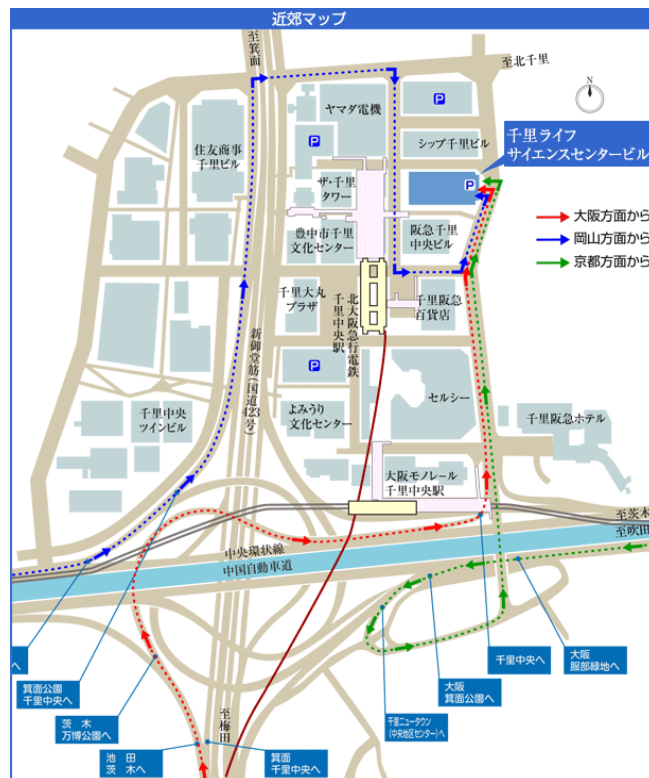 近郊マップ
至箕面
至北千里
N
ヤマダ電機
P
P
住友商事
千里ビル
シップ千里ビル
千里ライフ
サイエンスセンタービル
P
ザ・千里
タワー
大阪方面から
岡山方面から
京都方面から
豊中市千里
文化センター
阪急千里
中央ビル
千里大丸
プラザ
北大阪急行電鉄
千里中央駅
千里阪急
百貨店
新御堂筋(国道423号)
P
セルシー
千里中央
ツインビル
よみうり
文化センター
千里阪急ホテル
大阪モノレール
千里中央駅
至茨木
至吹田
中央環状線
中国自動車道
へ
箕面公園
千里中央へ
茨木
万博公園へ
池田
茨木へ
至梅田
箕面
千里中央へ
千里ニュータウン
(中央地区センター)へ
大阪
箕面公園へ
千里中央へ
大阪
服部緑地へ